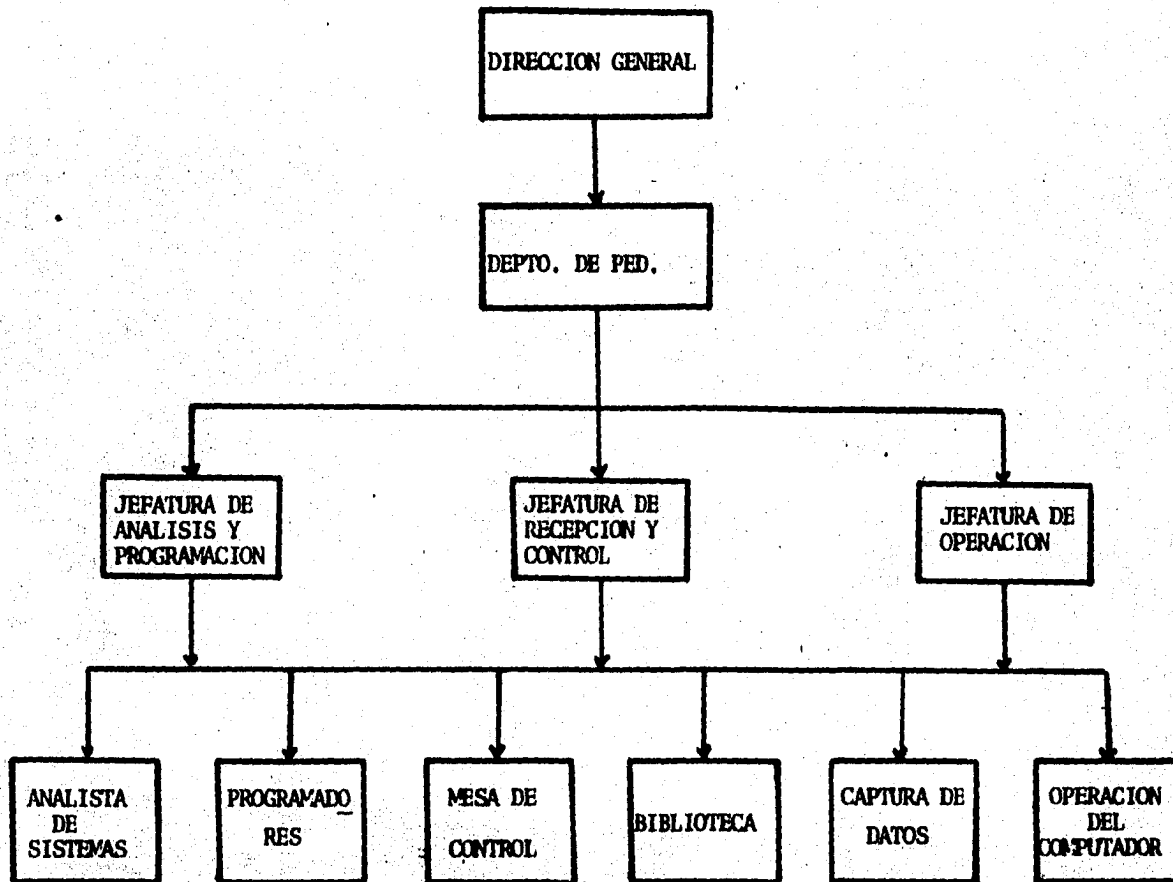 DIRECCION GENERAL
DEPTO. DE PED.
JEFATURA DE
ANALISIS Y
PROGRAMACION
JEFATURA DE
RECEPCION Y
CONTROL
JEFATURA DE
OPERACION
ANALISTA
DE
SISTEMAS
PROGRAMADO
RES
MESA DE
CONTROL
BIBLIOTECA
CAPTURA DE
DATOS
OPERACION
DEL
COMPUTADOR